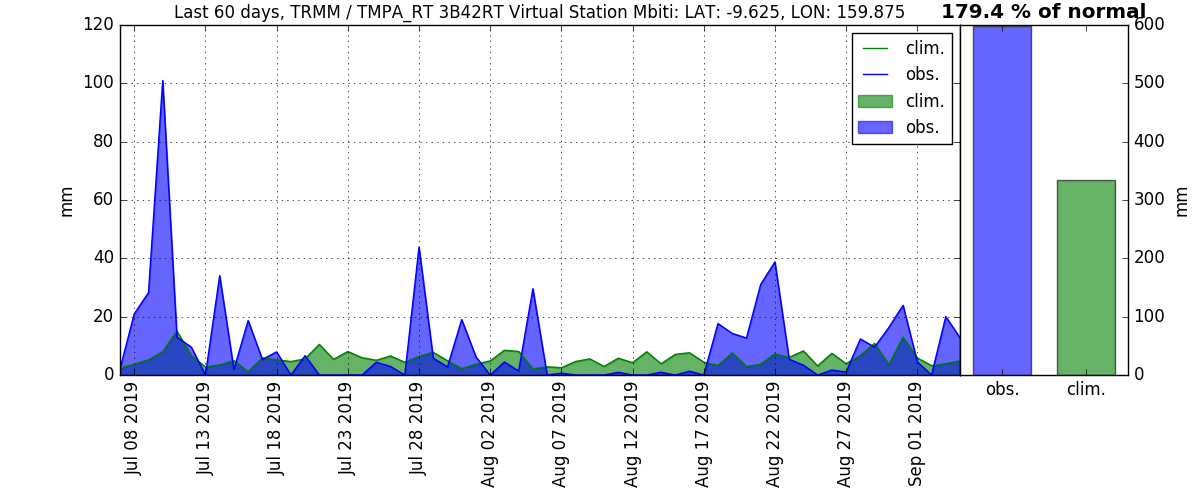 Last 60 days, TRMM / TMPA_RT 3B42RT Virtual Station Mbiti: LAT: -9.625, LON: 159.875
179.4 % of normal
120
100
80
60
40
20
0
mm
clim.
obs.
clim.
obs.
600
500
400
300
200
100
0
mm
obs.
clim.
Jul 08 2019
Jul 13 2019
Jul 18 2019
Jul 23 2019
Jul 28 2019
Aug 02 2019
Aug 07 2019
Aug 12 2019
Aug 17 2019
Aug 22 2019
Aug 27 2019
Sep 01 2019